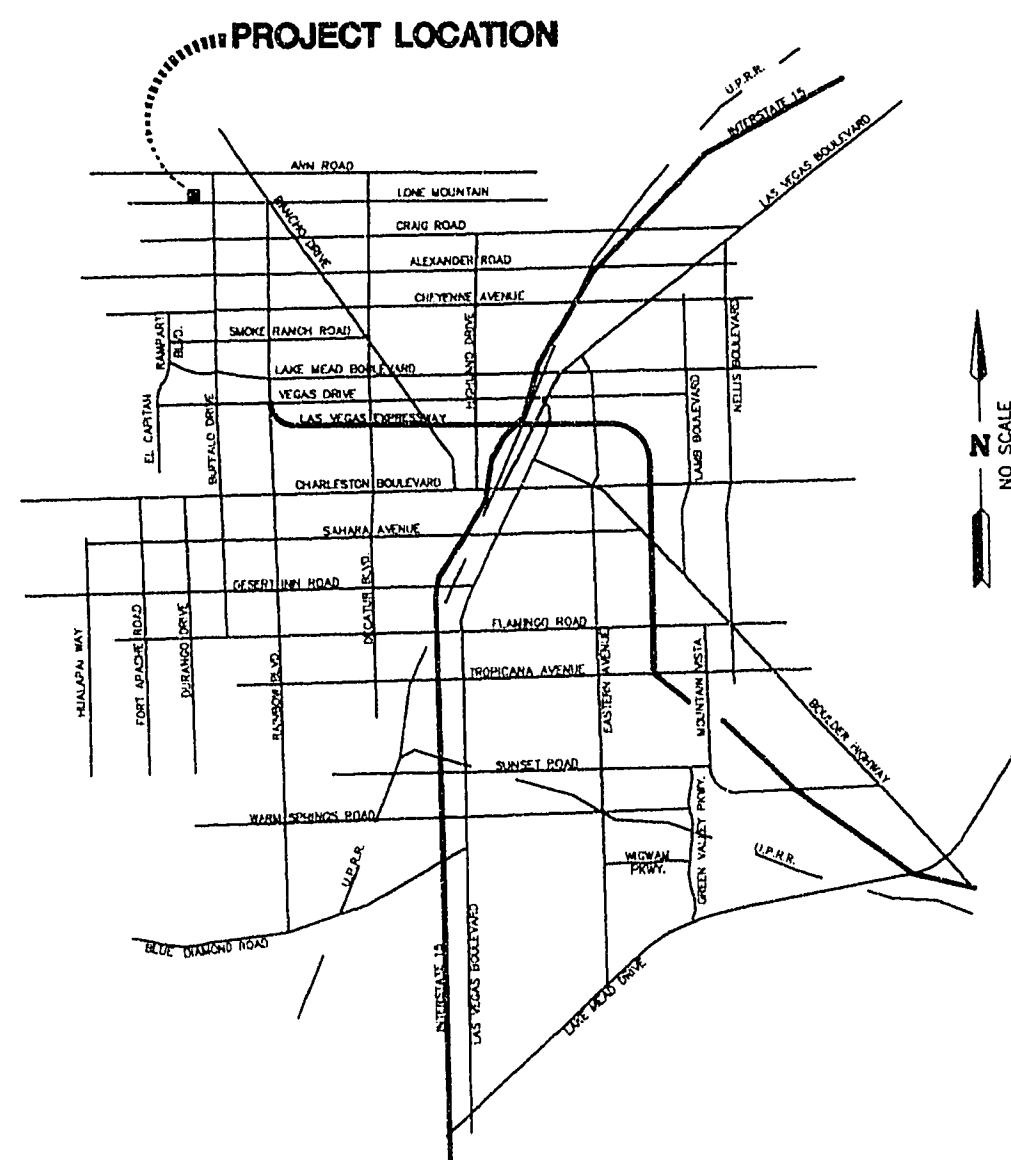 PROJECT LOCATION
U.P.R.R.
INTERSTATE 15
LAS VEGAS BOULEVARD
ANN ROAD
LONE MOUNTAIN
RANCHO DRIVE
CRAIG ROAD
ALEXANDER ROAD
CHEYENNE AVENUE
RAMPART
BLVD.
SMOKE RANCH ROAD
HIGHLAND DRIVE
NELLIS BOULEVARD
LAKE MEAD BOULEVARD
VEGAS DRIVE
LAS VEGAS EXPRESSWAY
EL CAPITAN
BUFFALO DRIVE
LAMB BOULEVARD
N
NO SCALE
CHARLESTON BOULEVARD
SAHARA AVENUE
DESERT INN ROAD
DECATUR BLVD.
FLAMINGO ROAD
HUALAPAI WAY
FORT APACHE ROAD
DURANGO DRIVE
RAINBOW BLVD.
TROPICANA AVENUE
EASTERN AVENUE
MOUNTAIN VISTA
BOULDER HIGHWAY
SUNSET ROAD
WARM SPRINGS ROAD
GREEN VALLEY PKWY.
WIGWAM
PKWY.
U.P.R.R.
U.P.R.R.
BLUE DIAMOND ROAD
INTERSTATE 15
LAS VEGAS BOULEVARD
LAKE MEAD DRIVE